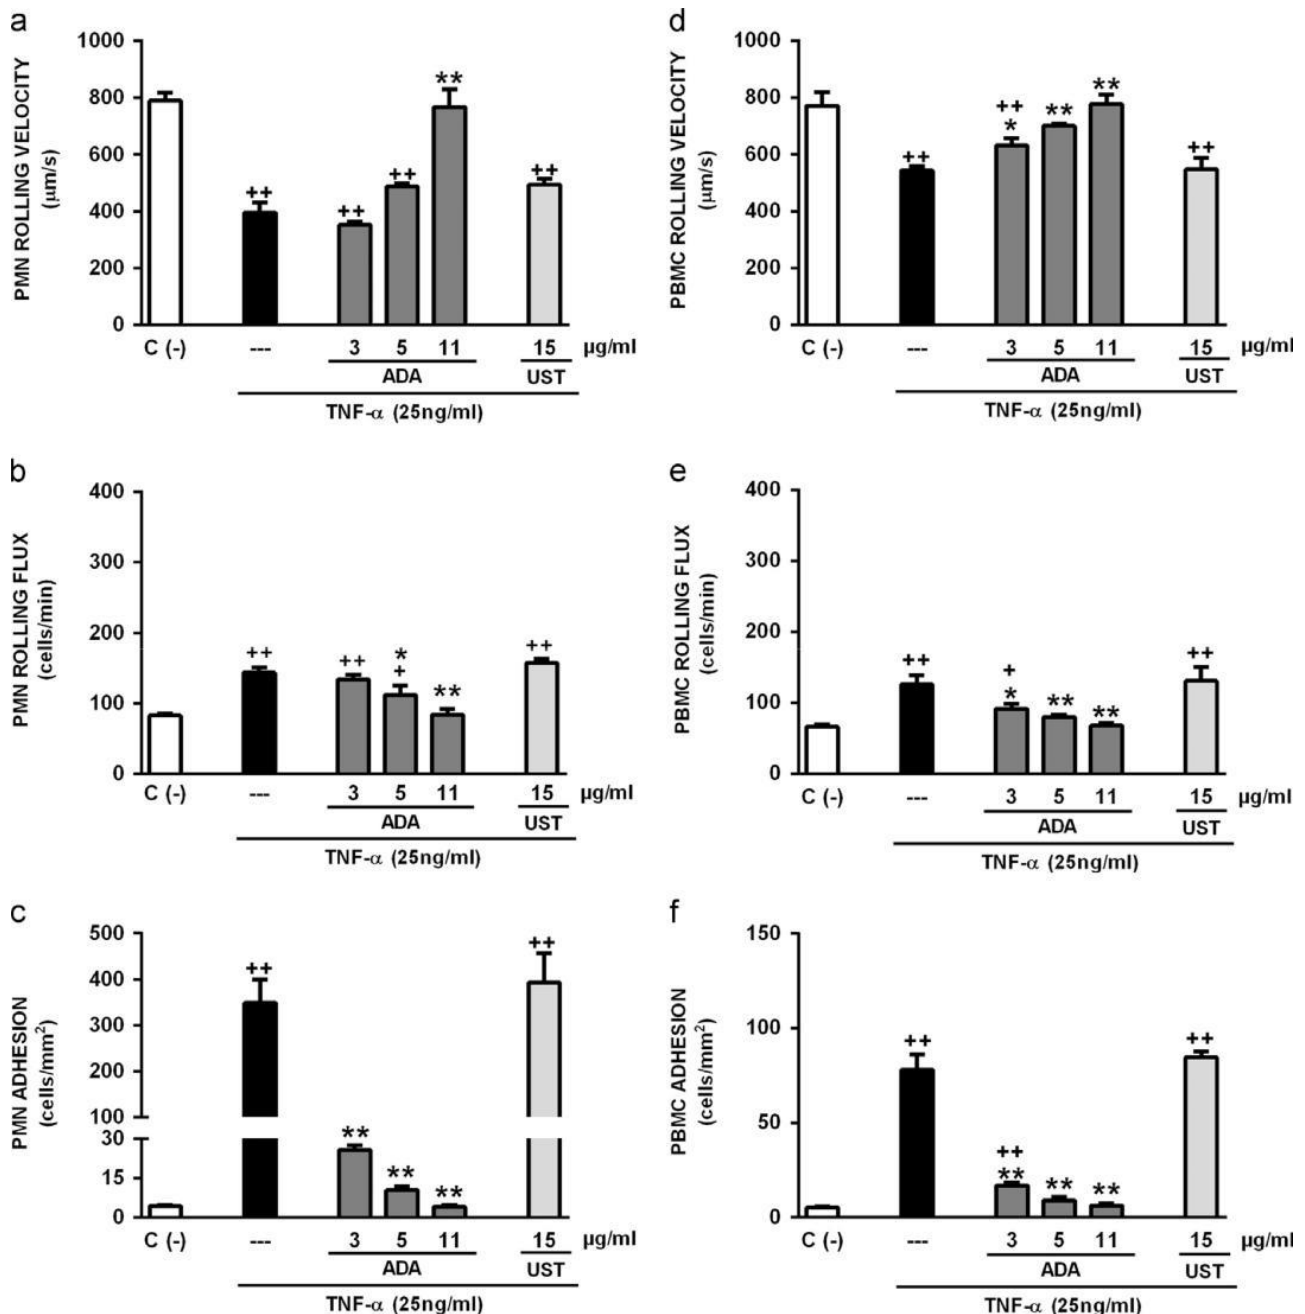 a
PMN ROLLING VELOCITY
(μm/s)
1000
800
600
400
200
0
++
++
++
**
++
C (-)
---
3
5
11
15
μg/ml
ADA
UST
TNF-α (25ng/ml)
d
PBMC ROLLING VELOCITY
(μm/s)
1000
800
600
400
200
0
++
++
*
**
**
++
C (-)
---
3
5
11
15
μg/ml
ADA
UST
TNF-α (25ng/ml)
b
PMN ROLLING FLUX
(cells/min)
400
300
200
100
0
++
++
*
+
**
++
C (-)
---
3
5
11
15
μg/ml
ADA
UST
TNF-α (25ng/ml)
e
PBMC ROLLING FLUX
(cells/min)
400
300
200
100
0
++
+
*
**
**
++
C (-)
---
3
5
11
15
μg/ml
ADA
UST
TNF-α (25ng/ml)
c
PMN ADHESION
(cells/mm²)
500
400
300
200
100
30
15
0
++
**
**
**
++
C (-)
---
3
5
11
15
μg/ml
ADA
UST
TNF-α (25ng/ml)
f
PBMC ADHESION
(cells/mm²)
150
100
50
0
++
++
**
**
**
++
C (-)
---
3
5
11
15
μg/ml
ADA
UST
TNF-α (25ng/ml)